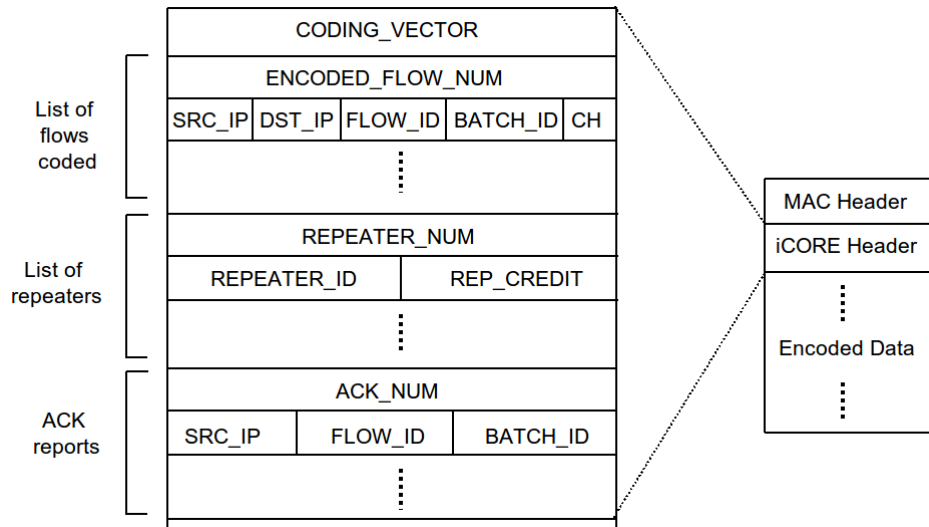 CODING_VECTOR
List of
flows
coded
ENCODED_FLOW_NUM
SRC_IP DST_IP FLOW_ID BATCH_ID CH
List of
repeaters
REPEATER_NUM
REPEATER_ID REP_CREDIT
ACK
reports
ACK_NUM
SRC_IP FLOW_ID BATCH_ID
MAC Header
iCORE Header
Encoded Data